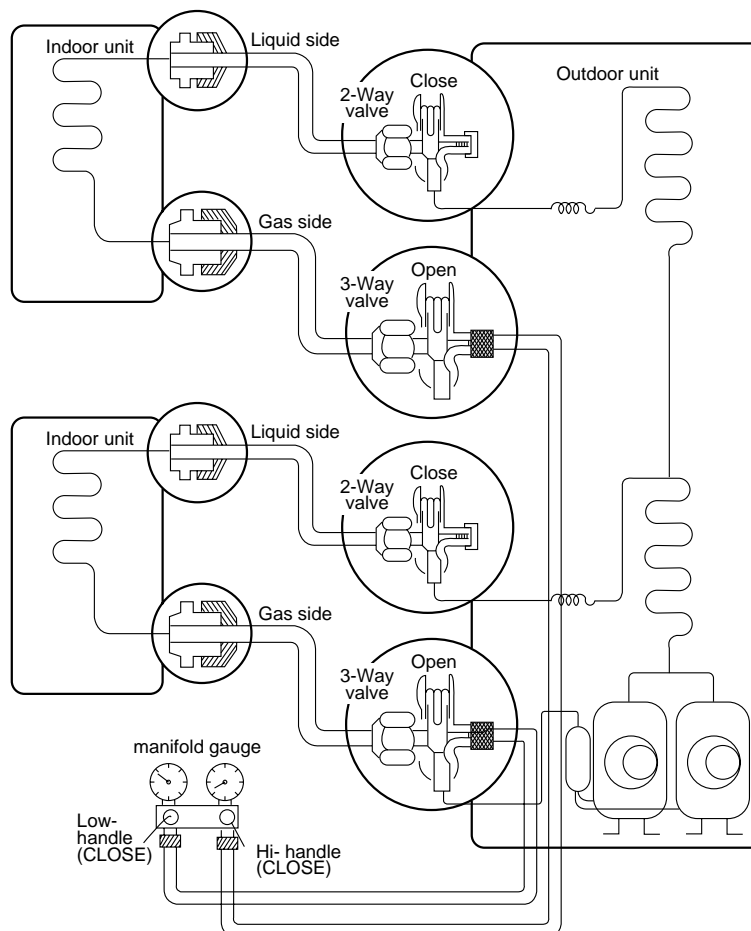 Indoor unit
Liquid side
2-Way
valve
Close
Outdoor unit
Gas side
3-Way
valve
Open
Indoor unit
Liquid side
2-Way
valve
Close
Gas side
3-Way
valve
Open
manifold gauge
Low-
handle
(CLOSE)
Hi- handle
(CLOSE)